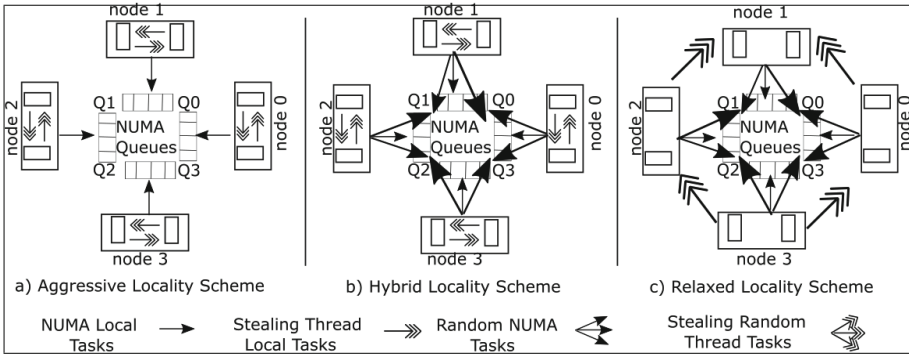 node 1
node 2
Q1 Q0
NUMA
Queues
Q2 Q3
node 0
node 3
a) Aggressive Locality Scheme
node 1
node 2
Q1 Q0
NUMA
Queues
Q2 Q3
node 0
node 3
b) Hybrid Locality Scheme
node 1
node 2
Q1 Q0
NUMA
Queues
Q2 Q3
node 0
node 3
c) Relaxed Locality Scheme
NUMA Local
Tasks
Stealing Thread
Local Tasks
Random NUMA
Tasks
Stealing Random
Thread Tasks